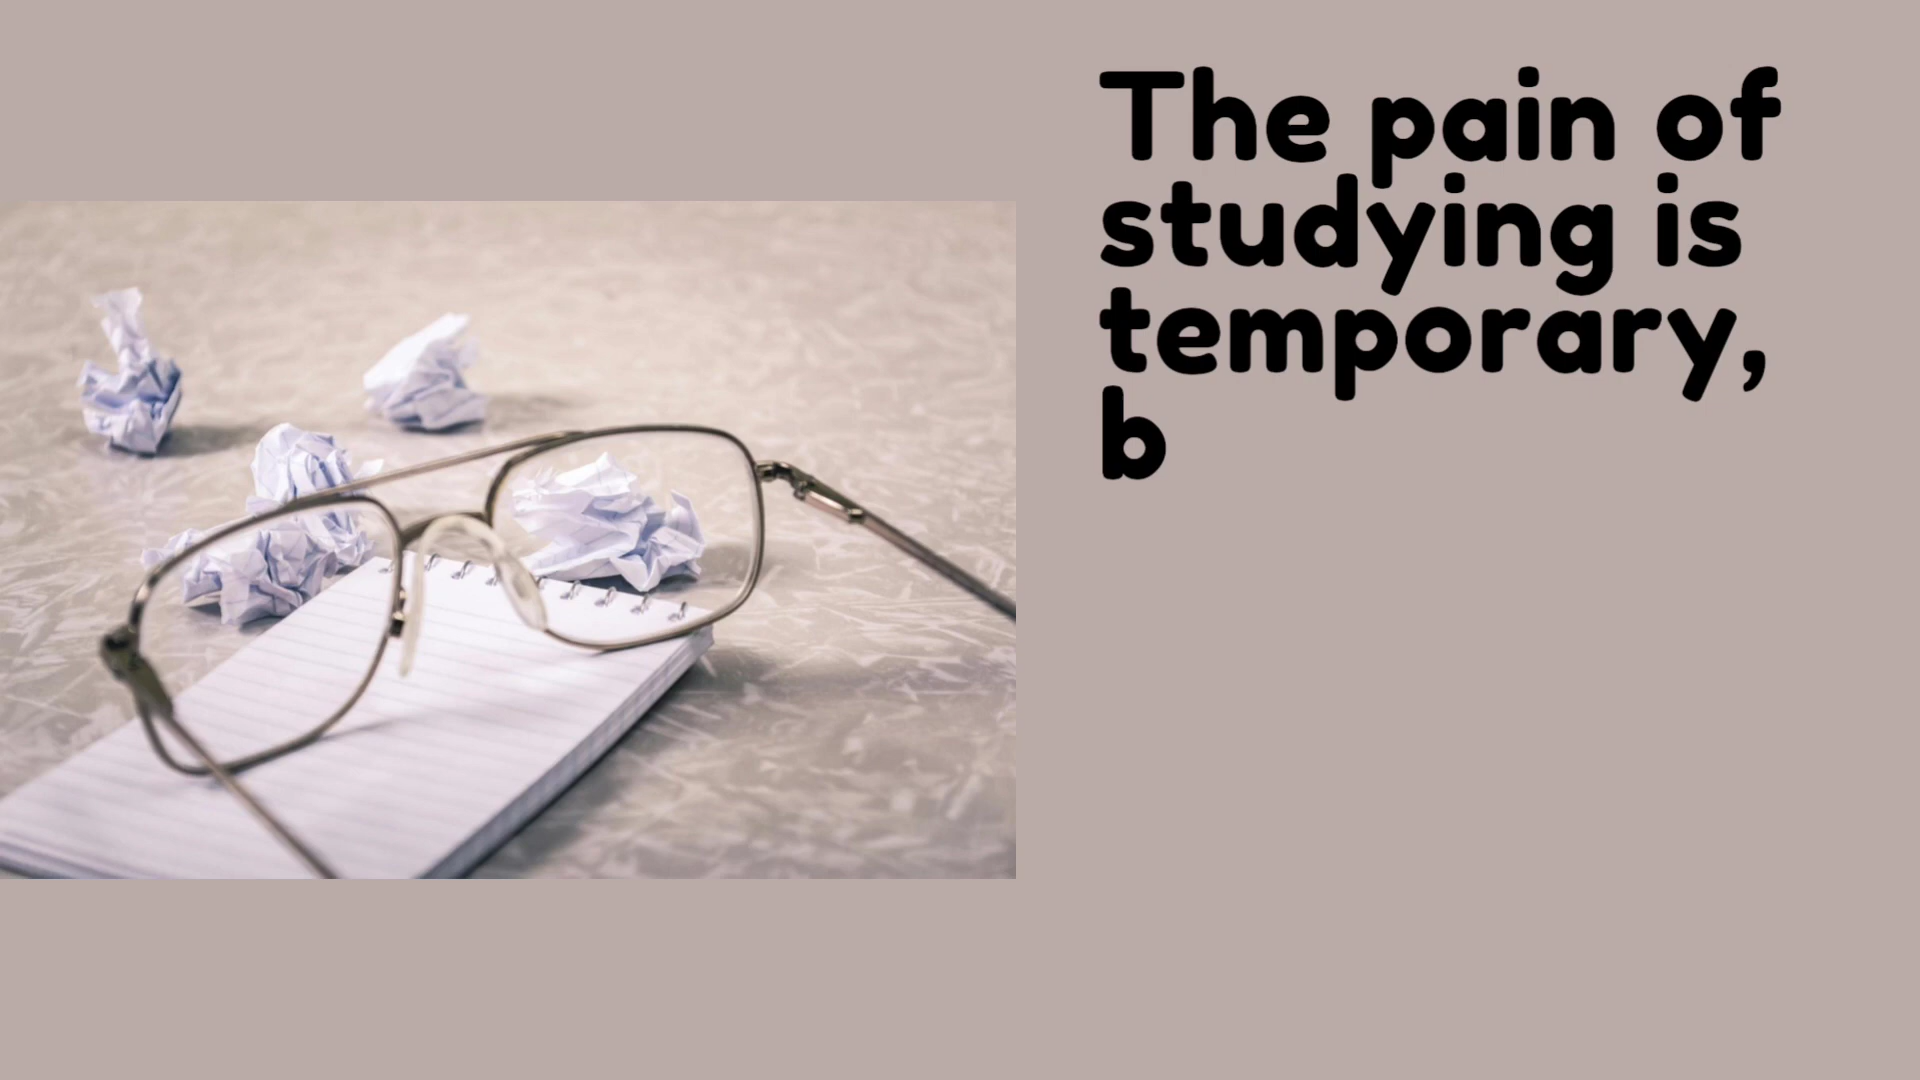 The pain of
studying is
temporary,
b